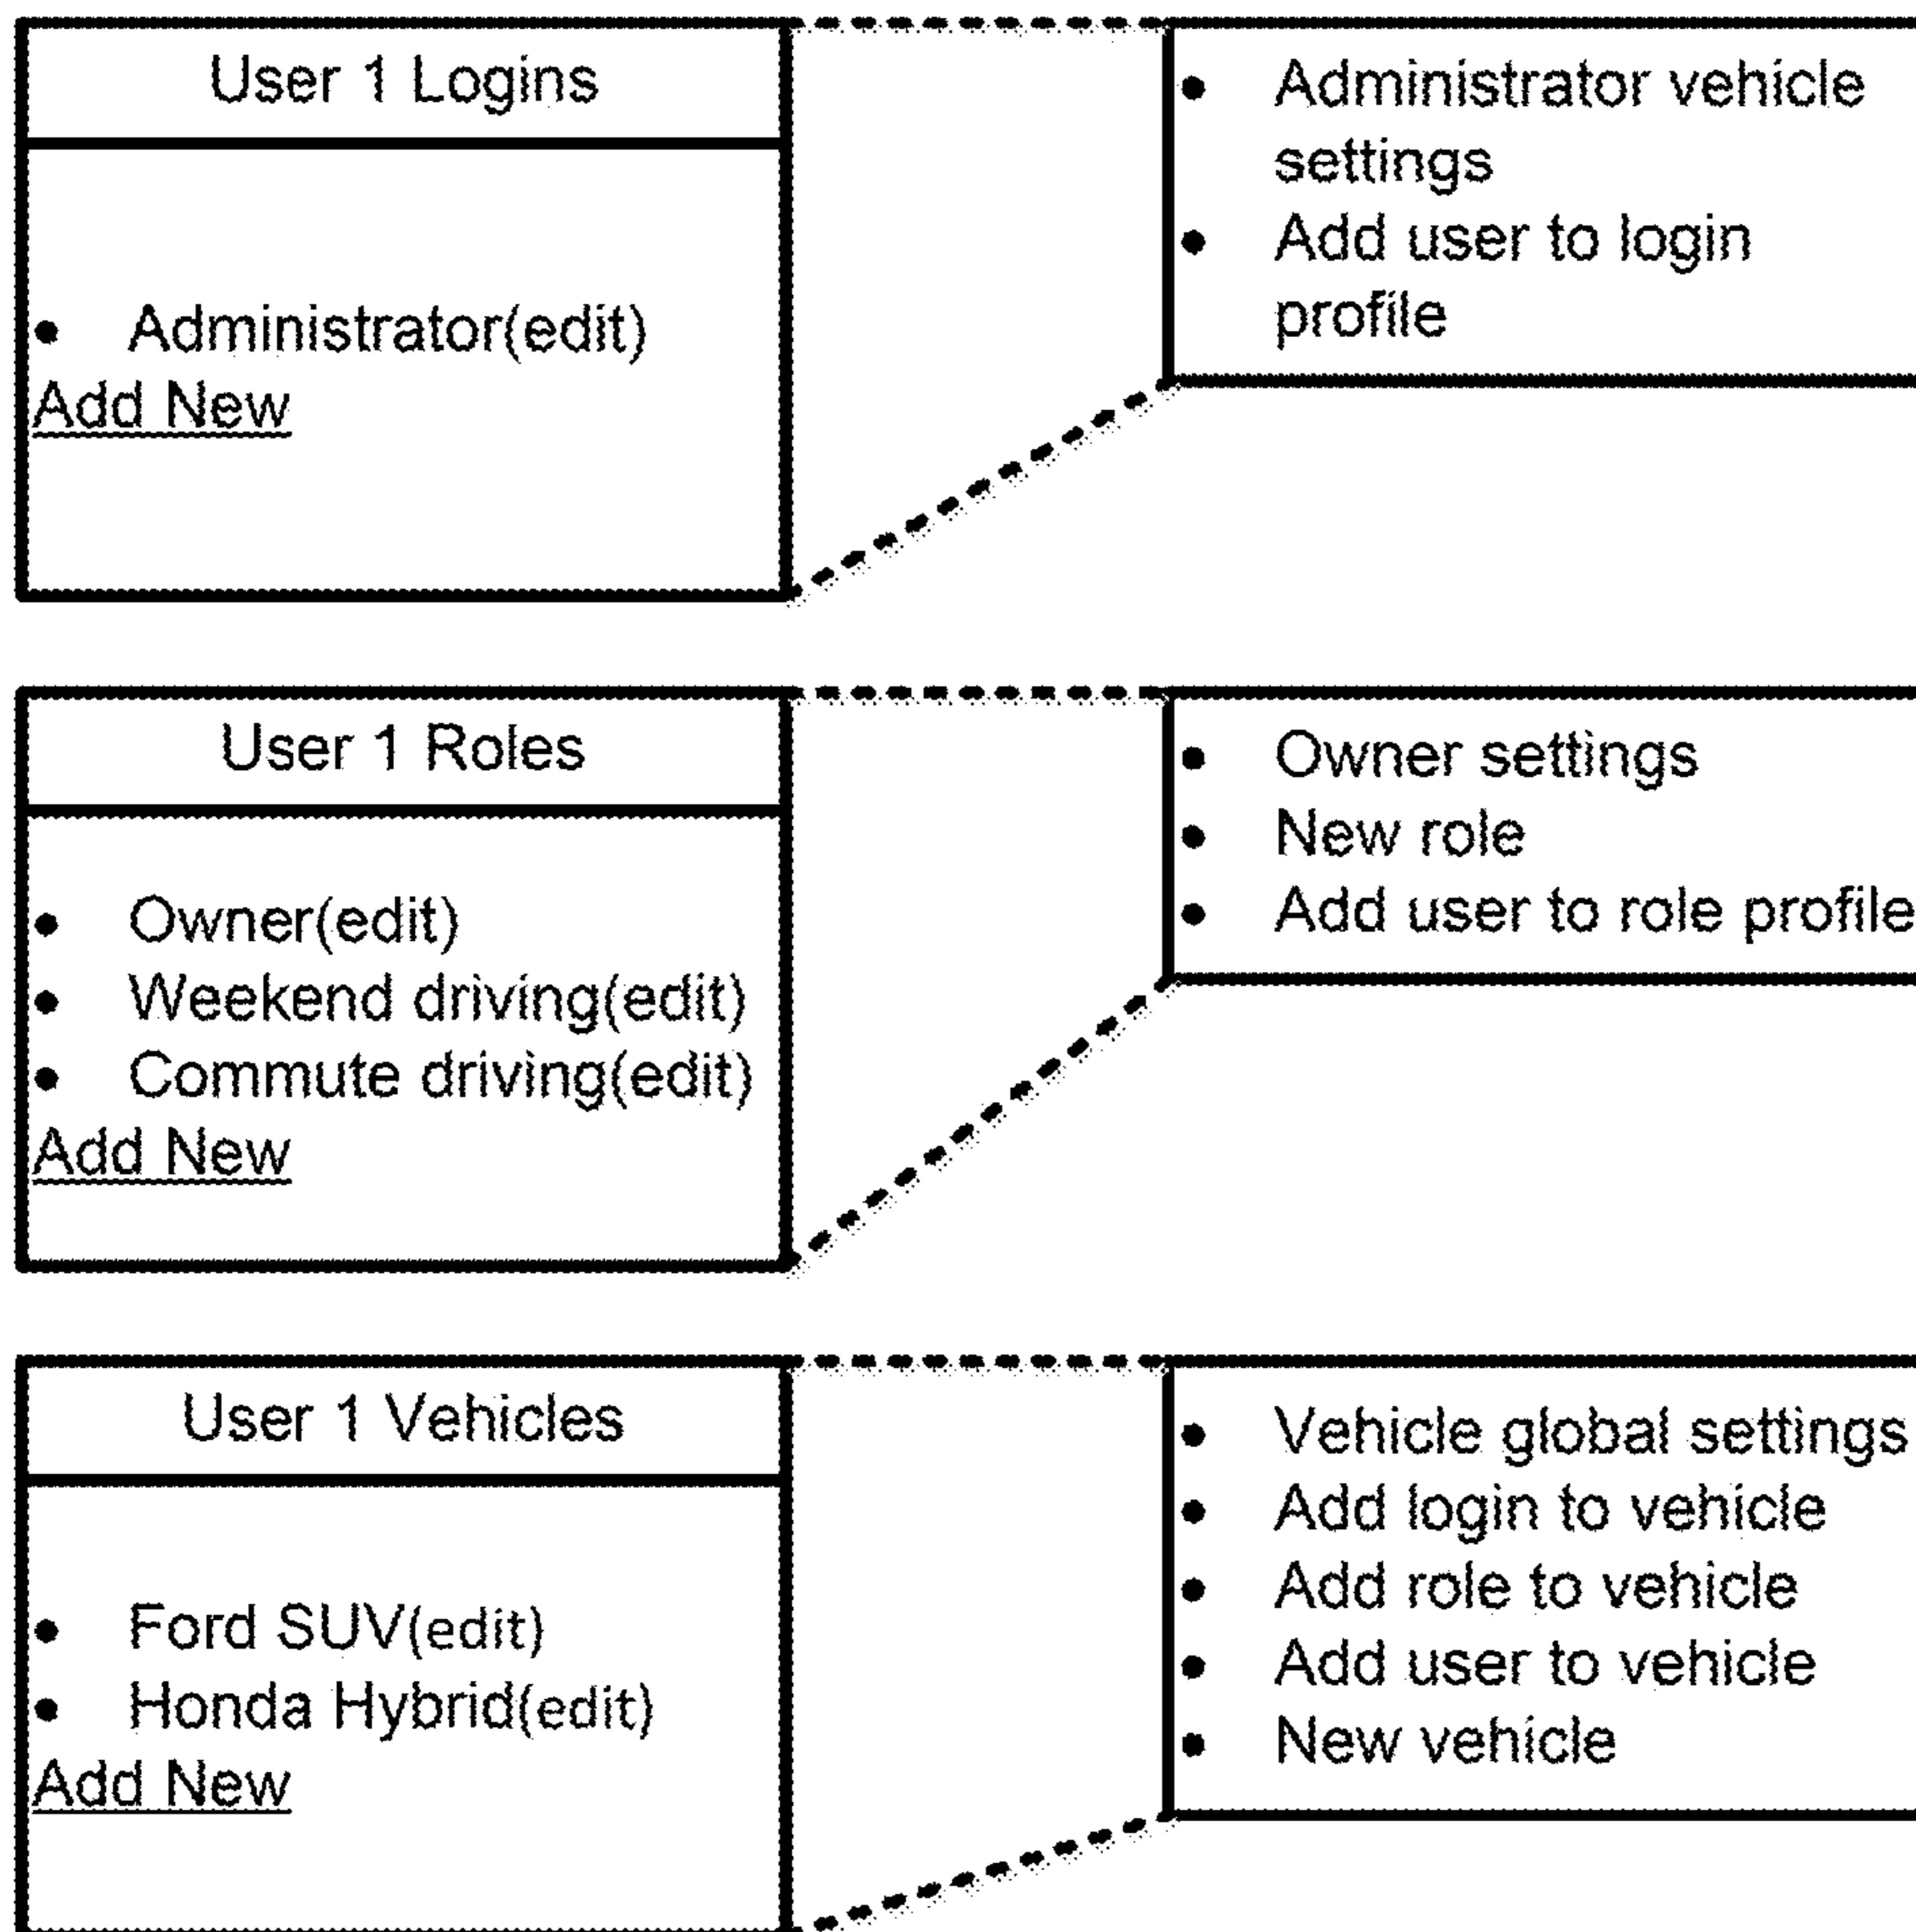 User 1 Logins
• Administrator(edit)
Add New
• Administrator vehicle
settings
• Add user to login
profile
User 1 Roles
• Owner(edit)
• Weekend driving(edit)
• Commute driving(edit)
Add New
• Owner settings
• New role
• Add user to role profile
User 1 Vehicles
• Ford SUV(edit)
• Honda Hybrid(edit)
Add New
• Vehicle global settings
• Add login to vehicle
• Add role to vehicle
• Add user to vehicle
• New vehicle